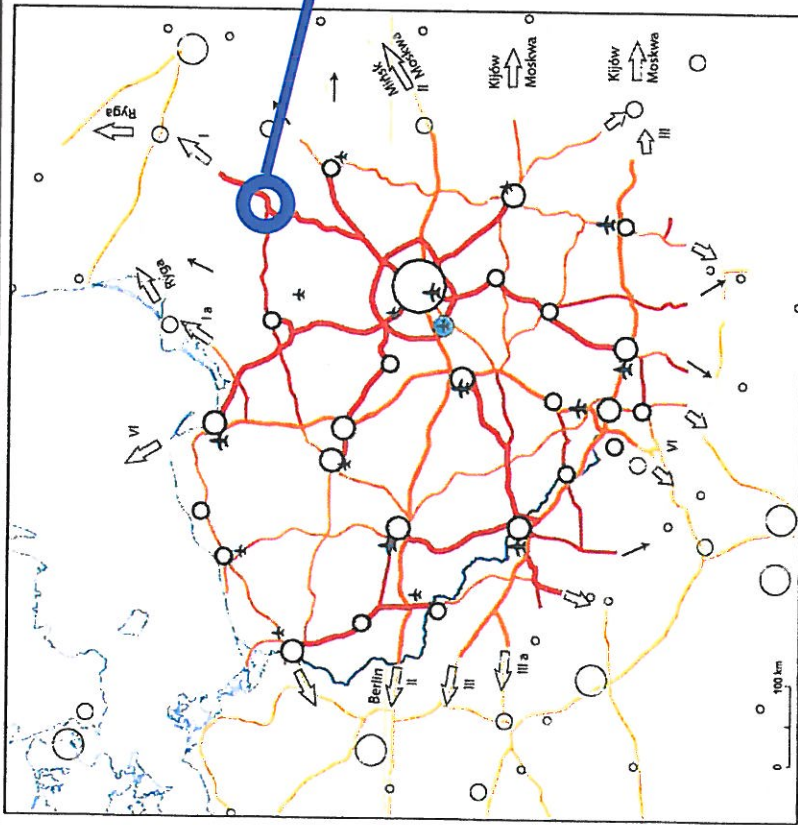 Ryga
I
Ryga
I a
VI
Mińsk
Moskwa
II
Kijów
Moskwa
Kijów
Moskwa
III
VI
Berlin
II
III
III a
0
100 km